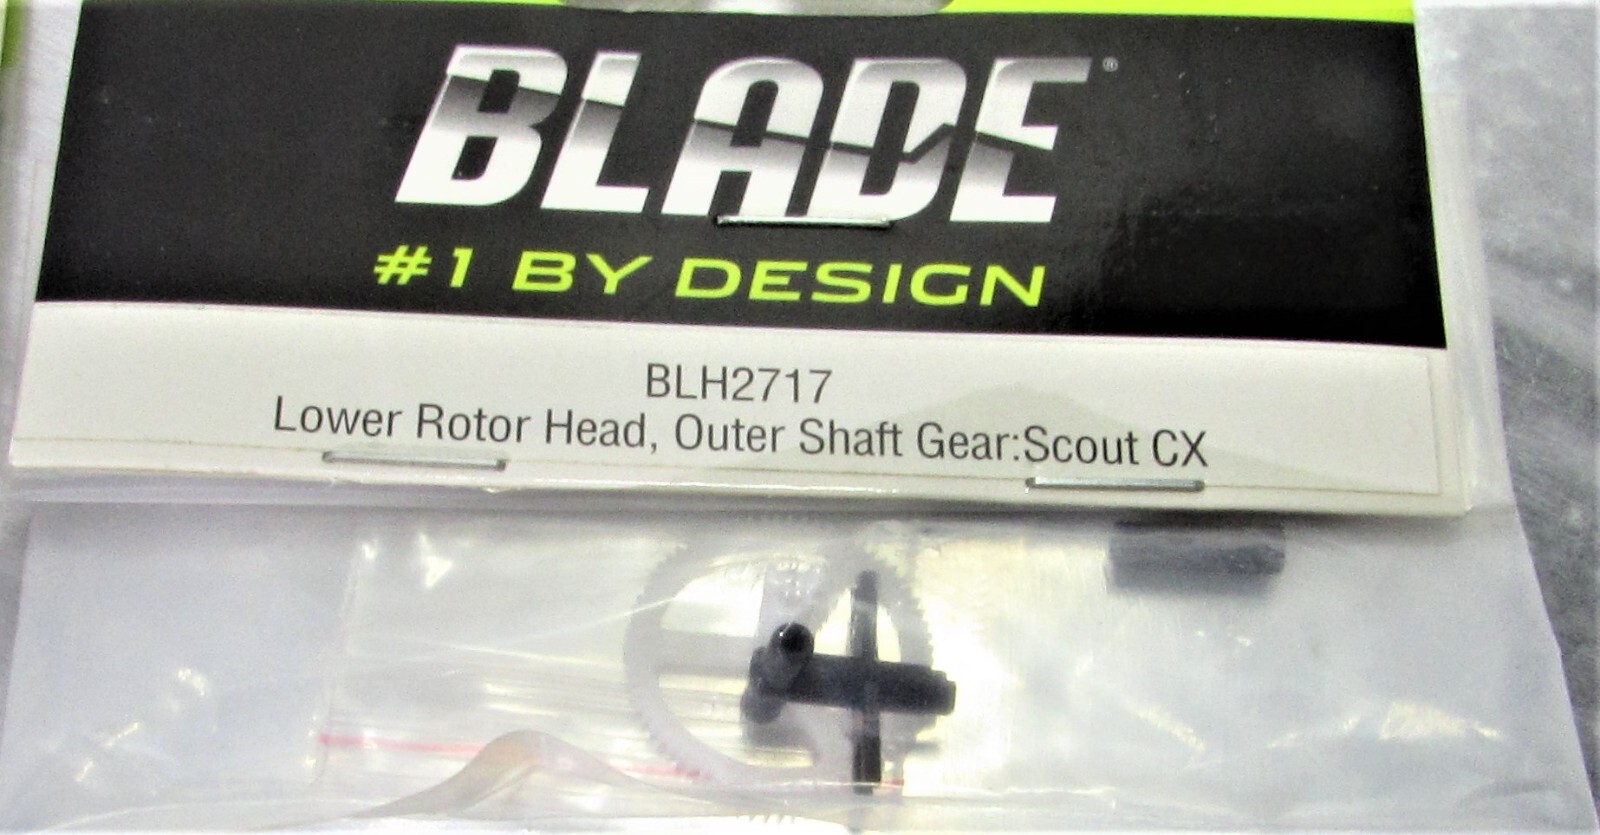 BLADE®
#1 BY DESIGN
BLH2717
Lower Rotor Head, Outer Shaft Gear:Scout CX